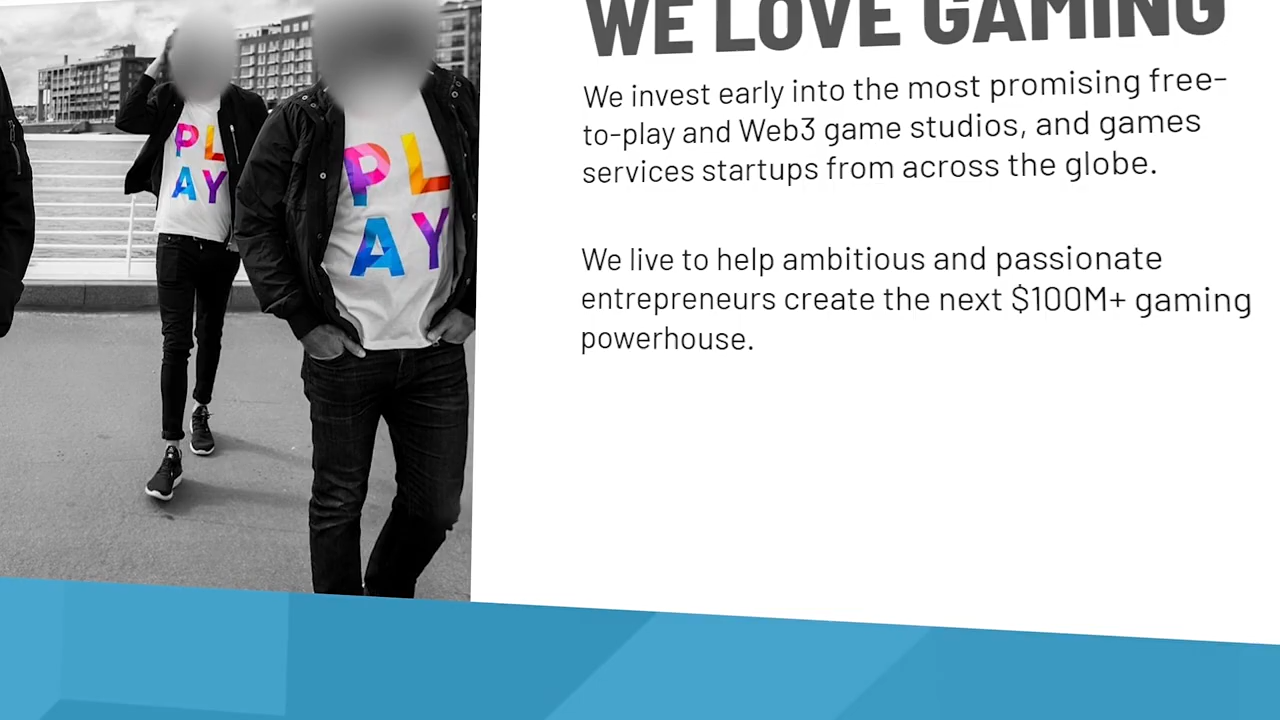 WE LOVE GAMING
We invest early into the most promising free-
to-play and Web3 game studios, and games
services startups from across the globe.
We live to help ambitious and passionate
entrepreneurs create the next $100M+ gaming
powerhouse.
PL
AY
PL
AY